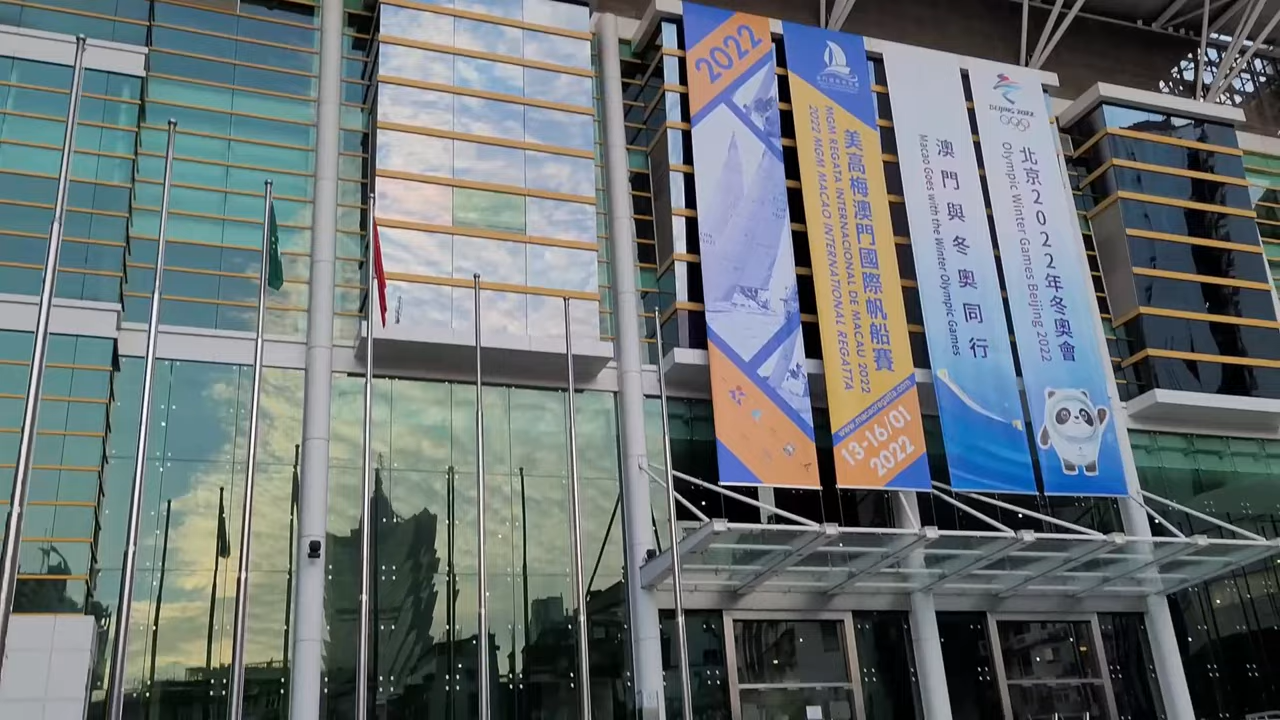 2022
美高梅澳門國際帆船賽
MGM REGATA INTERNACIONAL DE MACAU 2022
2022 MGM MACAO INTERNATIONAL REGATTA
www.macaoregatta.com
13-16/01
2022
澳門與冬奧同行
Macao Goes with the Winter Olympic Games
BEIJING 2022
北京2022年冬奧會
Olympic Winter Games Beijing 2022